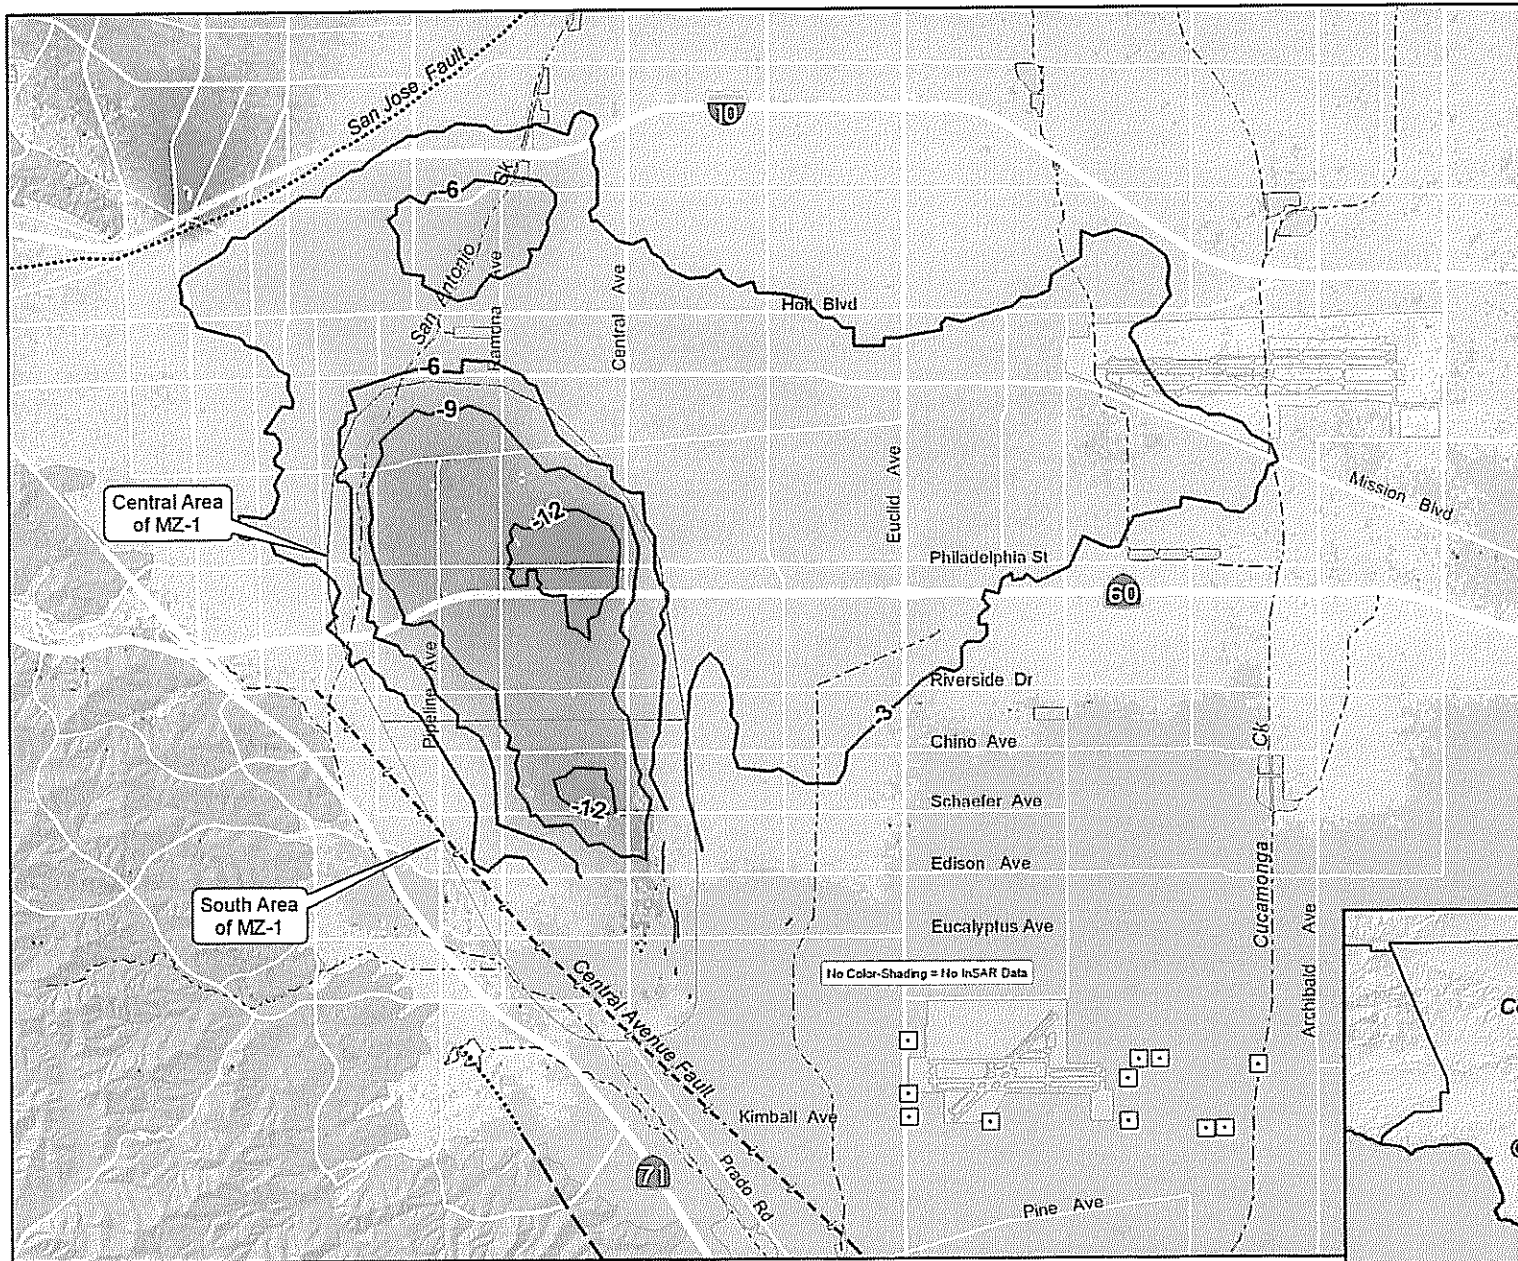 San Jose Fault
10
San Antonio
Sk
-6
Ramona Ave
Central Ave
Holt Blvd
-6
-9
Central Area
of MZ-1
-12
Euclid Ave
Mission Blvd
Philadelphia St
60
Pipeline Ave
Riverside Dr
-3
Chino Ave
Schaefer Ave
-12
Edison Ave
Cucamonga Ck
South Area
of MZ-1
Eucalyptus Ave
Archibald Ave
No Color-Shading = No InSAR Data
Central Avenue Fault
Kimball Ave
71
Prado Rd
Pine Ave